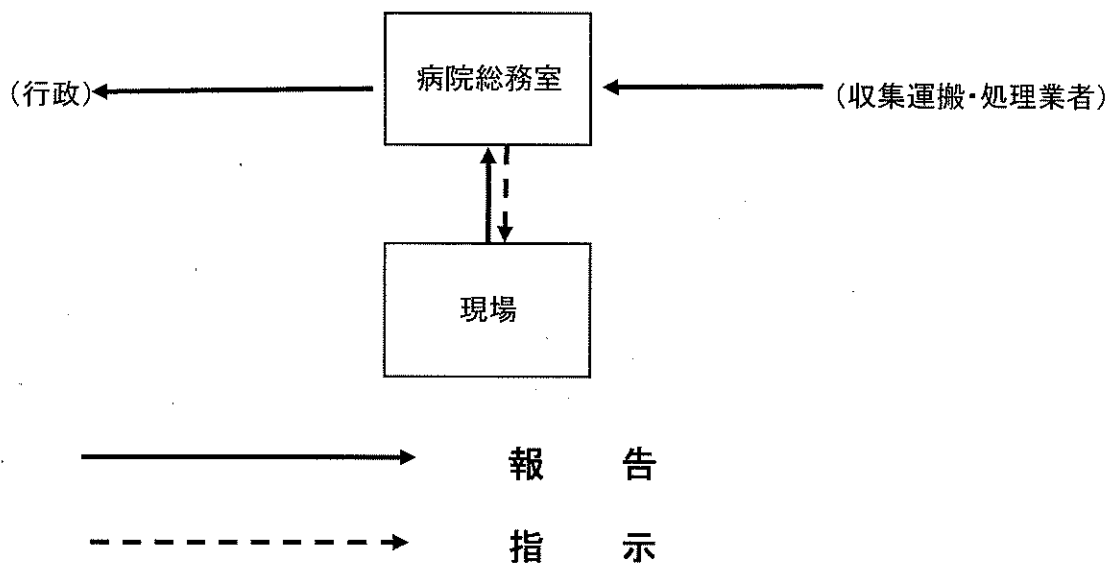 病院総務室
(行政)
(収集運搬・処理業者)
現場
報　告
指　示